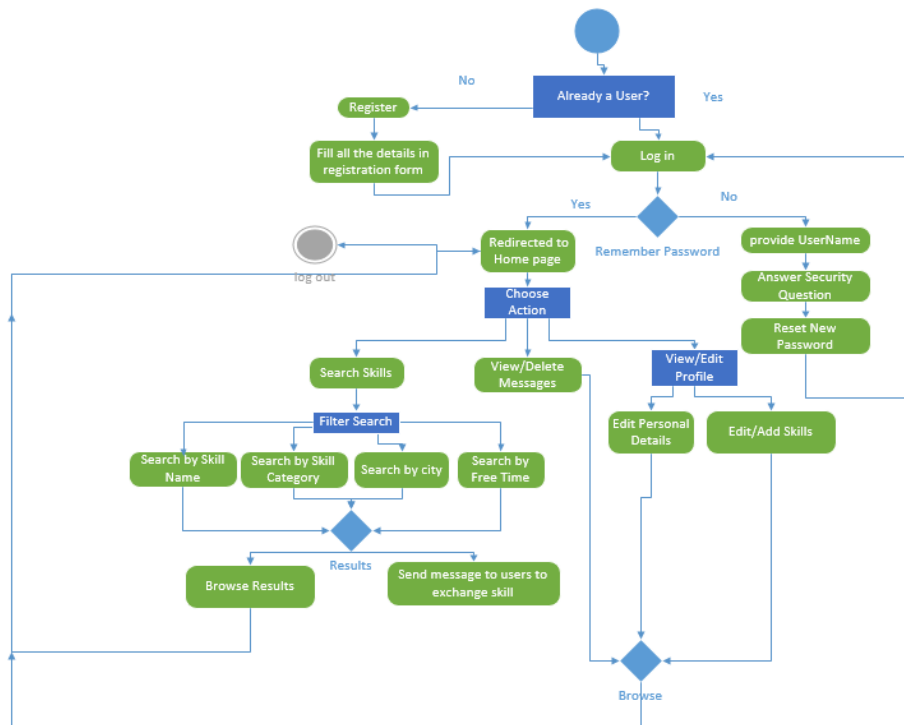 Already a User?
No
Yes
Register
Fill all the details in
registration form
Log in
Yes
No
Remember Password
Redirected to
Home page
log out
provide UserName
Answer Security
Question
Reset New
Password
Choose
Action
Search Skills
View/Delete
Messages
View/Edit
Profile
Filter Search
Edit Personal
Details
Edit/Add Skills
Search by Skill
Name
Search by Skill
Category
Search by city
Search by
Free Time
Results
Browse Results
Send message to users to
exchange skill
Browse